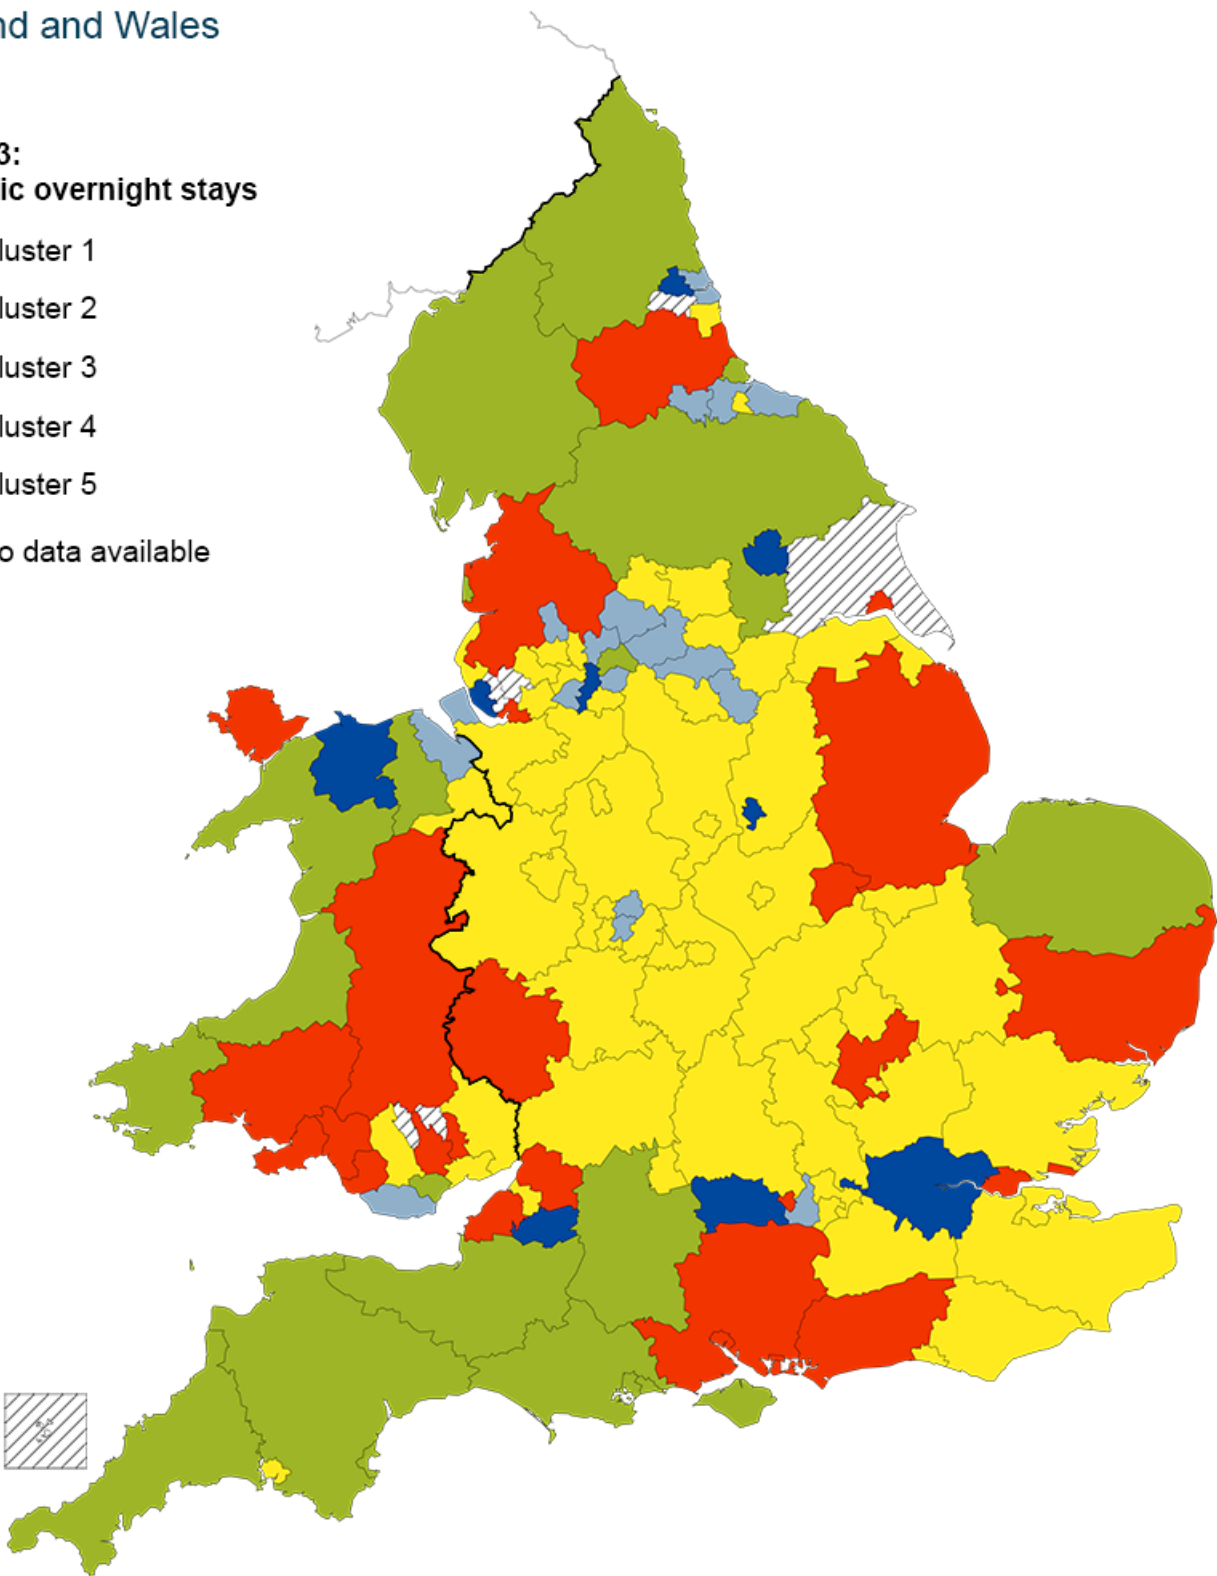 nd and Wales
3:
ic overnight stays
luster 1
luster 2
luster 3
luster 4
luster 5
o data available